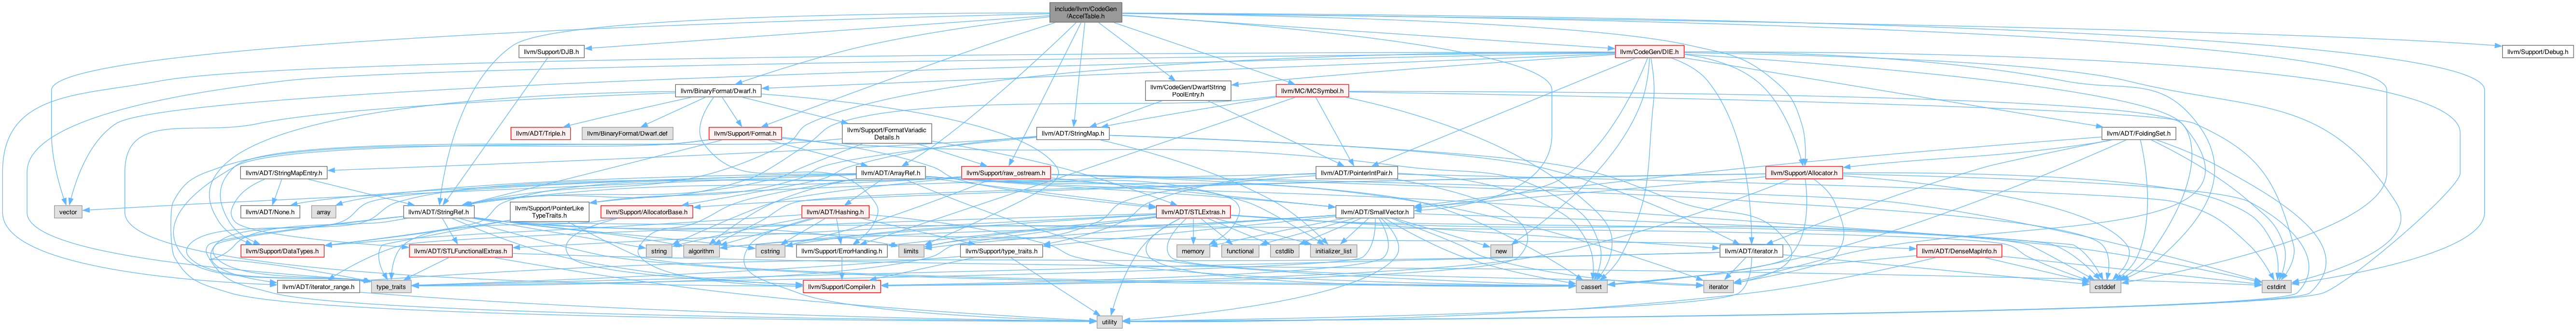 include/llvm/CodeGen
/AccelTable.h
llvm/Support/DJB.h
llvm/CodeGen/DIE.h
llvm/Support/Debug.h
llvm/BinaryFormat/Dwarf.h
llvm/CodeGen/DwarfString
PoolEntry.h
llvm/MC/MCSymbol.h
llvm/ADT/Triple.h
llvm/BinaryFormat/Dwarf.def
llvm/Support/Format.h
llvm/Support/FormatVariadic
Details.h
llvm/ADT/StringMap.h
llvm/ADT/FoldingSet.h
llvm/ADT/StringMapEntry.h
llvm/ADT/ArrayRef.h
llvm/Support/raw_ostream.h
llvm/ADT/PointerIntPair.h
llvm/Support/Allocator.h
vector
llvm/ADT/None.h
array
llvm/ADT/StringRef.h
llvm/Support/PointerLike
TypeTraits.h
llvm/Support/AllocatorBase.h
llvm/ADT/Hashing.h
llvm/ADT/STLExtras.h
llvm/ADT/SmallVector.h
llvm/Support/DataTypes.h
llvm/ADT/STLFunctionalExtras.h
string
algorithm
cstring
llvm/Support/ErrorHandling.h
limits
llvm/Support/type_traits.h
memory
functional
cstdlib
initializer_list
new
llvm/ADT/iterator.h
llvm/ADT/DenseMapInfo.h
llvm/ADT/iterator_range.h
type_traits
llvm/Support/Compiler.h
cassert
iterator
cstddef
cstdint
utility